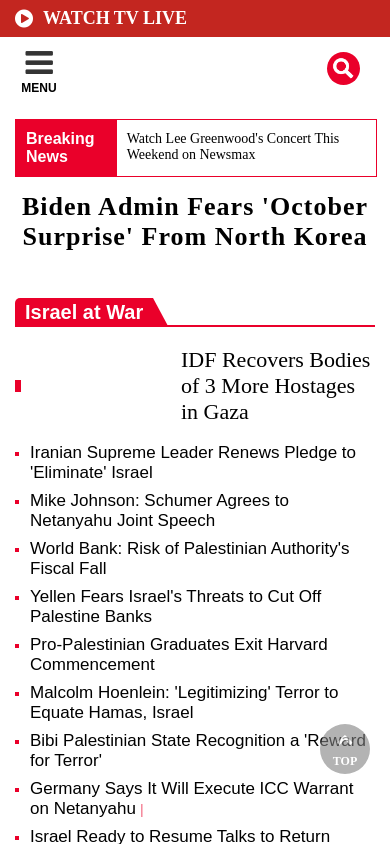 WATCH TV LIVE
MENU
Breaking
News
Watch Lee Greenwood's Concert This
Weekend on Newsmax
Biden Admin Fears 'October
Surprise' From North Korea
Israel at War
IDF Recovers Bodies
of 3 More Hostages
in Gaza
Iranian Supreme Leader Renews Pledge to
'Eliminate' Israel
Mike Johnson: Schumer Agrees to
Netanyahu Joint Speech
World Bank: Risk of Palestinian Authority's
Fiscal Fall
Yellen Fears Israel's Threats to Cut Off
Palestine Banks
Pro-Palestinian Graduates Exit Harvard
Commencement
Malcolm Hoenlein: 'Legitimizing' Terror to
Equate Hamas, Israel
Bibi Palestinian State Recognition a 'Reward
for Terror'
TOP
Germany Says It Will Execute ICC Warrant
on Netanyahu |
Israel Ready to Resume Talks to Return